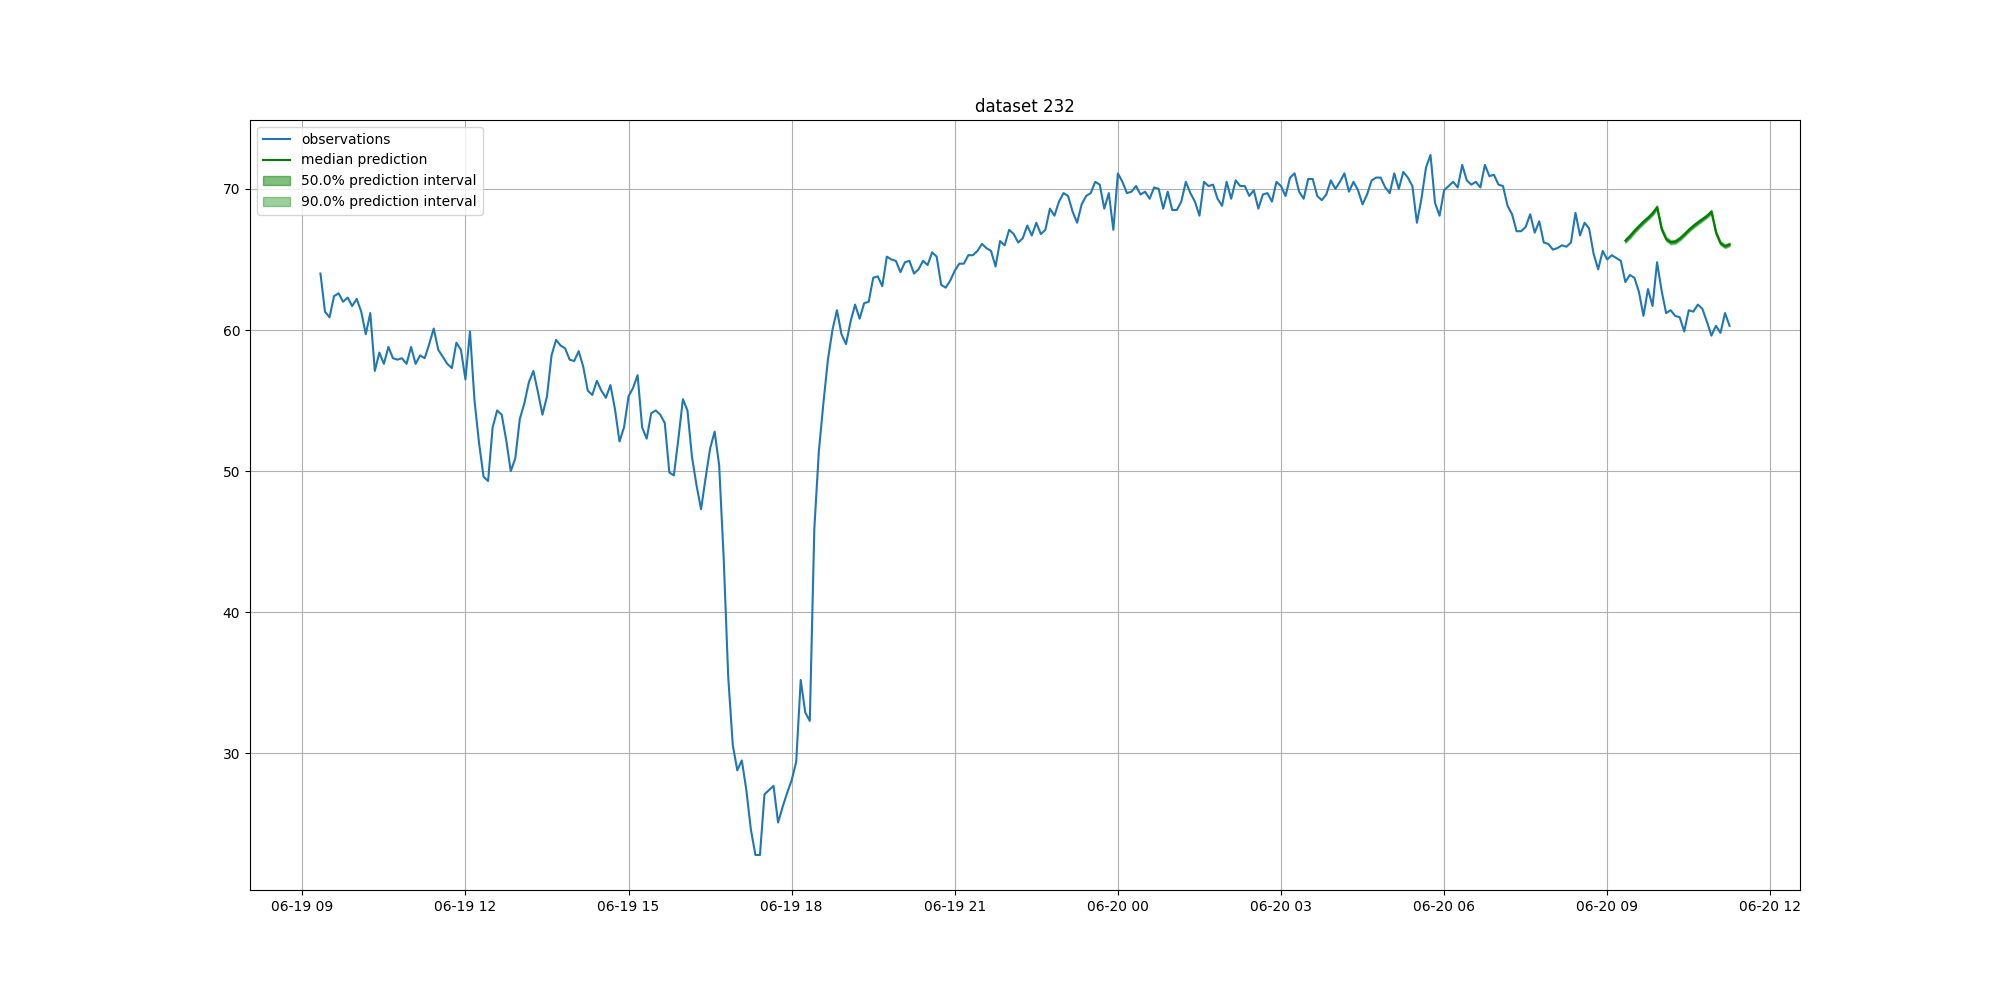 dataset 232
observations
median prediction
50.0% prediction interval
90.0% prediction interval
70
60
50
40
30
06-19 09 06-19 12 06-19 15 06-19 18 06-19 21 06-20 00 06-20 03 06-20 06 06-20 09 06-20 12